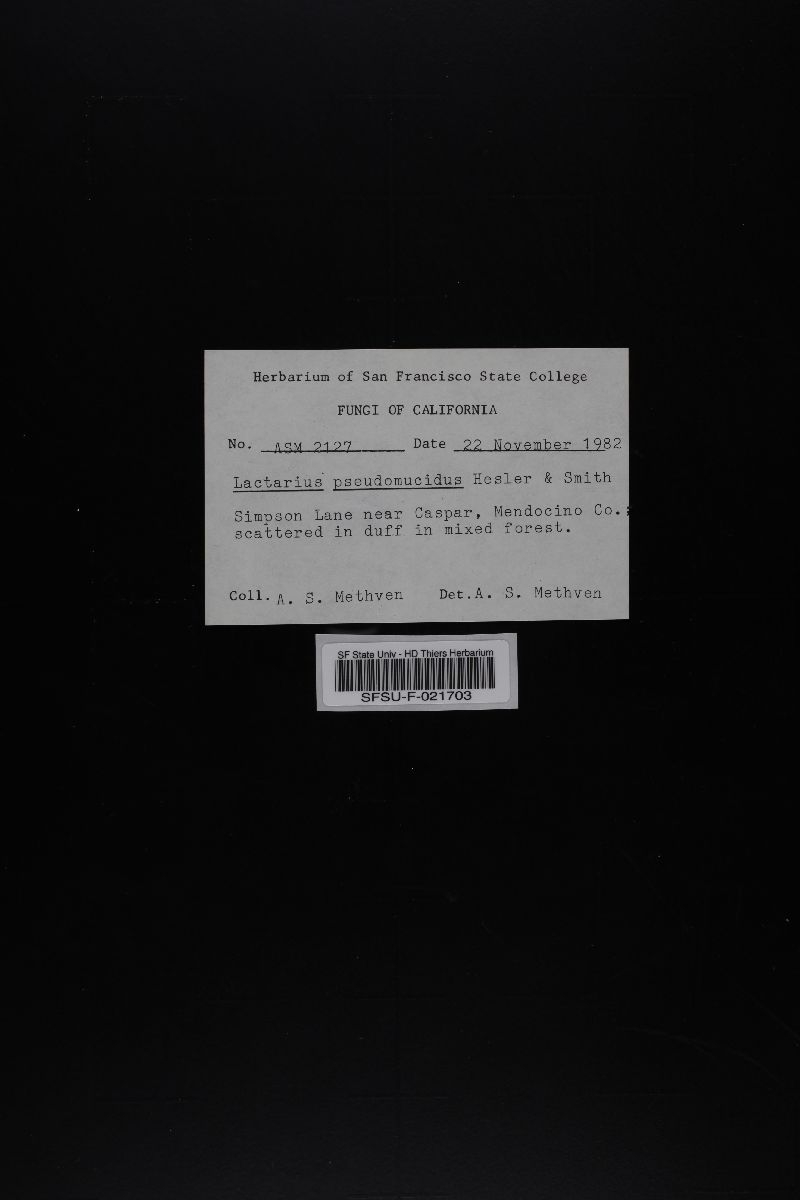 Herbarium of San Francisco State College
FUNGI OF CALIFORNIA
No. ASM 2127 Date 22 November 1982
Lactarius pseudomucidus Hesler & Smith
Simpson Lane near Caspar, Mendocino Co.;
scattered in duff in mixed forest.
Coll. A. S. Methven Det. A. S. Methven
SF State Univ - HD Thiers Herbarium
SFSU-F-021703